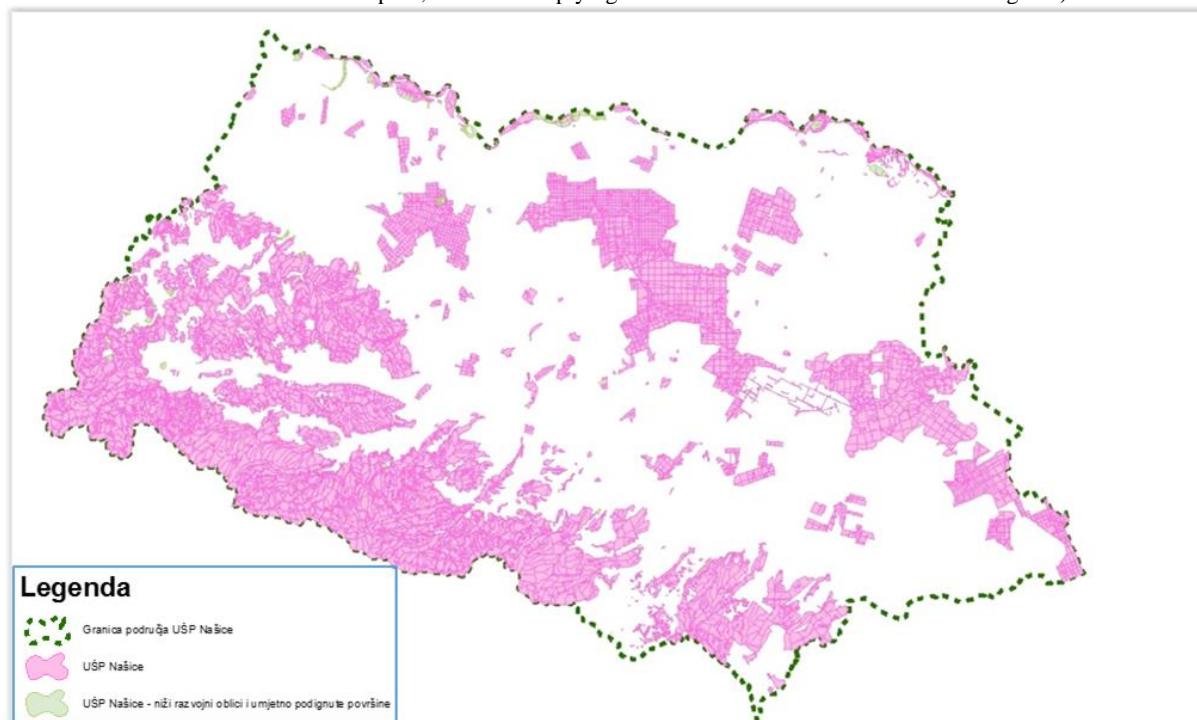 Legenda
Granica područja UŠP Našice
UŠP Našice
UŠP Našice - niži razvojni oblici i umjetno podignute površine